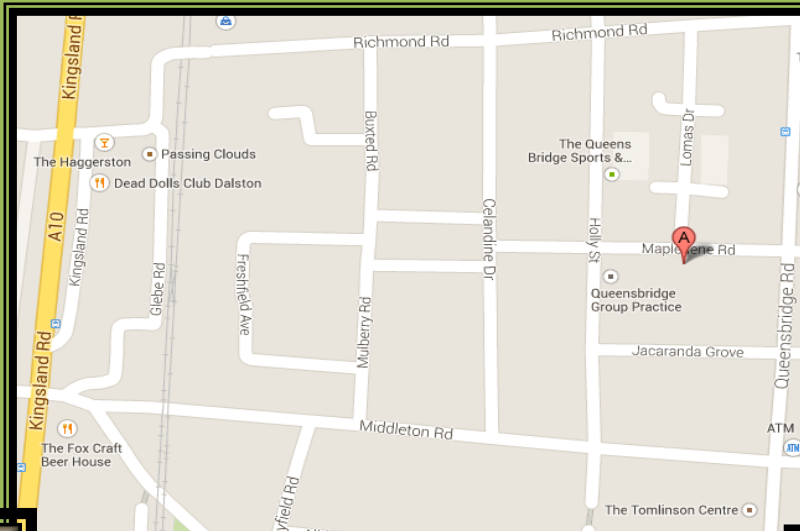 Kingsland R
Richmond Rd
Richmond Rd
Buxted Rd
Lomas Dr
The Haggerston
Passing Clouds
Dead Dolls Club Dalston
The Queens
Bridge Sports &...
A10
Kingsland Rd
Glebe Rd
Freshfield Ave
Celandine Dr
Holly St
A
Rd
Queensbridge
Group Practice
Queensbridge Rd
Mulberry Rd
Kingsland Rd
Jacaranda Grove
Middleton Rd
ATM
ATM
The Fox Craft
Beer House
yfield Rd
The Tomlinson Centre